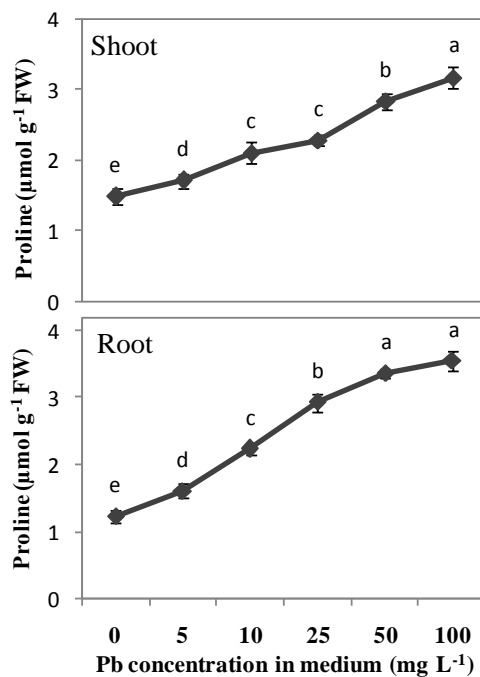 Shoot
Proline (µmol g⁻¹ FW)
4
3
2
1
0
e
d
c
c
b
a
Root
Proline (µmol g⁻¹ FW)
4
3
2
1
0
e
d
c
b
a
a
0 5 10 25 50 100
Pb concentration in medium (mg L⁻¹)